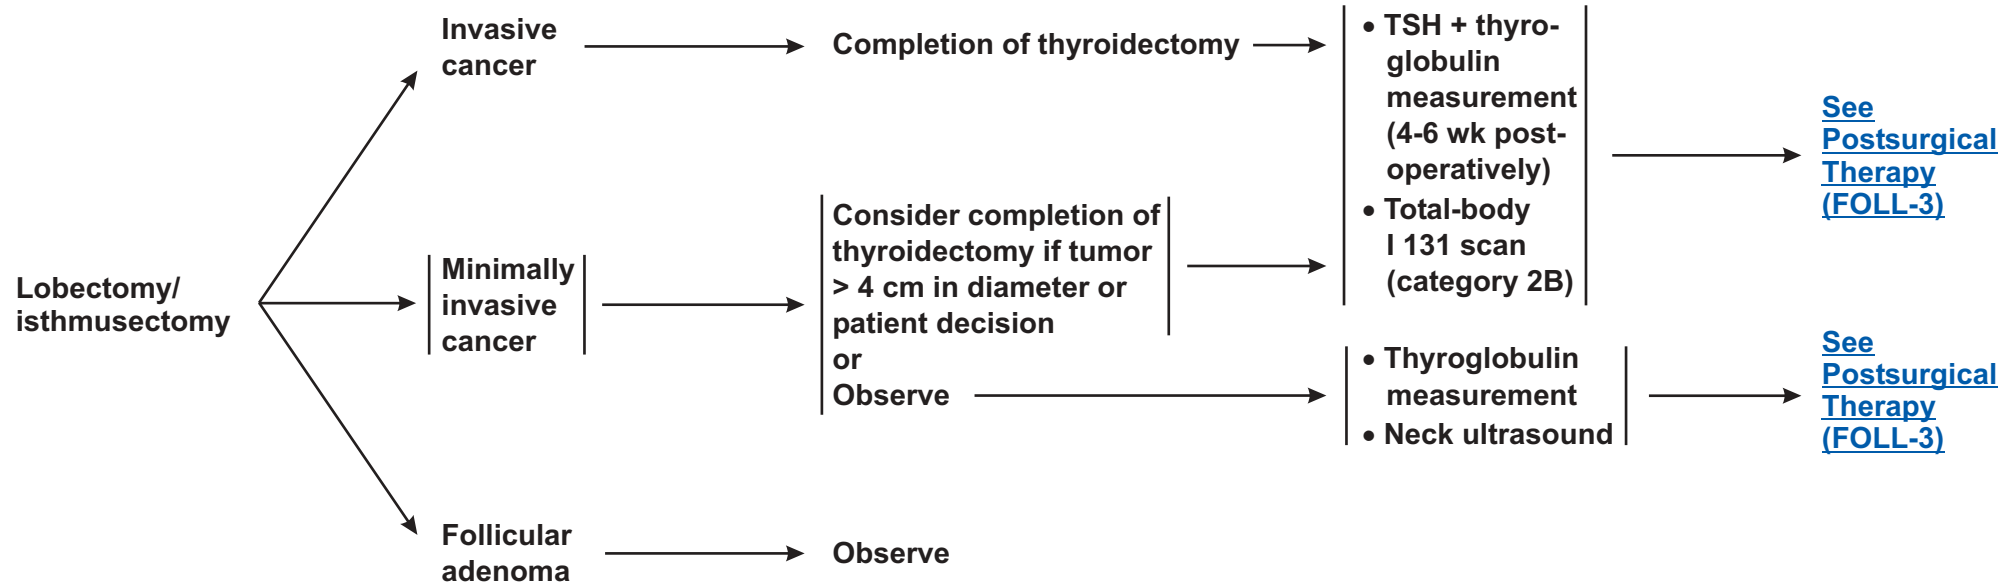 Lobectomy/
isthmusectomy
Invasive
cancer
Completion of thyroidectomy
• TSH + thyro-
globulin
measurement
(4-6 wk post-
operatively)
• Total-body
I 131 scan
(category 2B)
See
Postsurgical
Therapy
(FOLL-3)
Minimally
invasive
cancer
Consider completion of
thyroidectomy if tumor
> 4 cm in diameter or
patient decision
or
Observe
• Thyroglobulin
measurement
• Neck ultrasound
See
Postsurgical
Therapy
(FOLL-3)
Follicular
adenoma
Observe